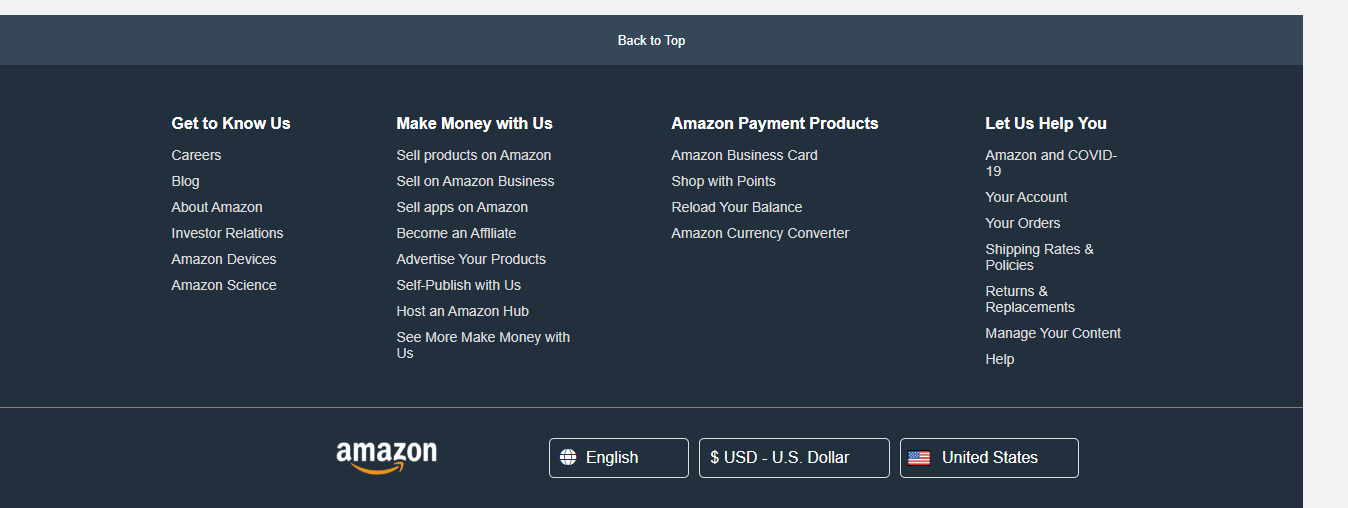 Back to Top
Get to Know Us
Careers
Blog
About Amazon
Investor Relations
Amazon Devices
Amazon Science
Make Money with Us
Sell products on Amazon
Sell on Amazon Business
Sell apps on Amazon
Become an Affiliate
Advertise Your Products
Self-Publish with Us
Host an Amazon Hub
See More Make Money with
Us
Amazon Payment Products
Amazon Business Card
Shop with Points
Reload Your Balance
Amazon Currency Converter
Let Us Help You
Amazon and COVID-
19
Your Account
Your Orders
Shipping Rates &
Policies
Returns &
Replacements
Manage Your Content
Help
amazon
English
$ USD - U.S. Dollar
United States